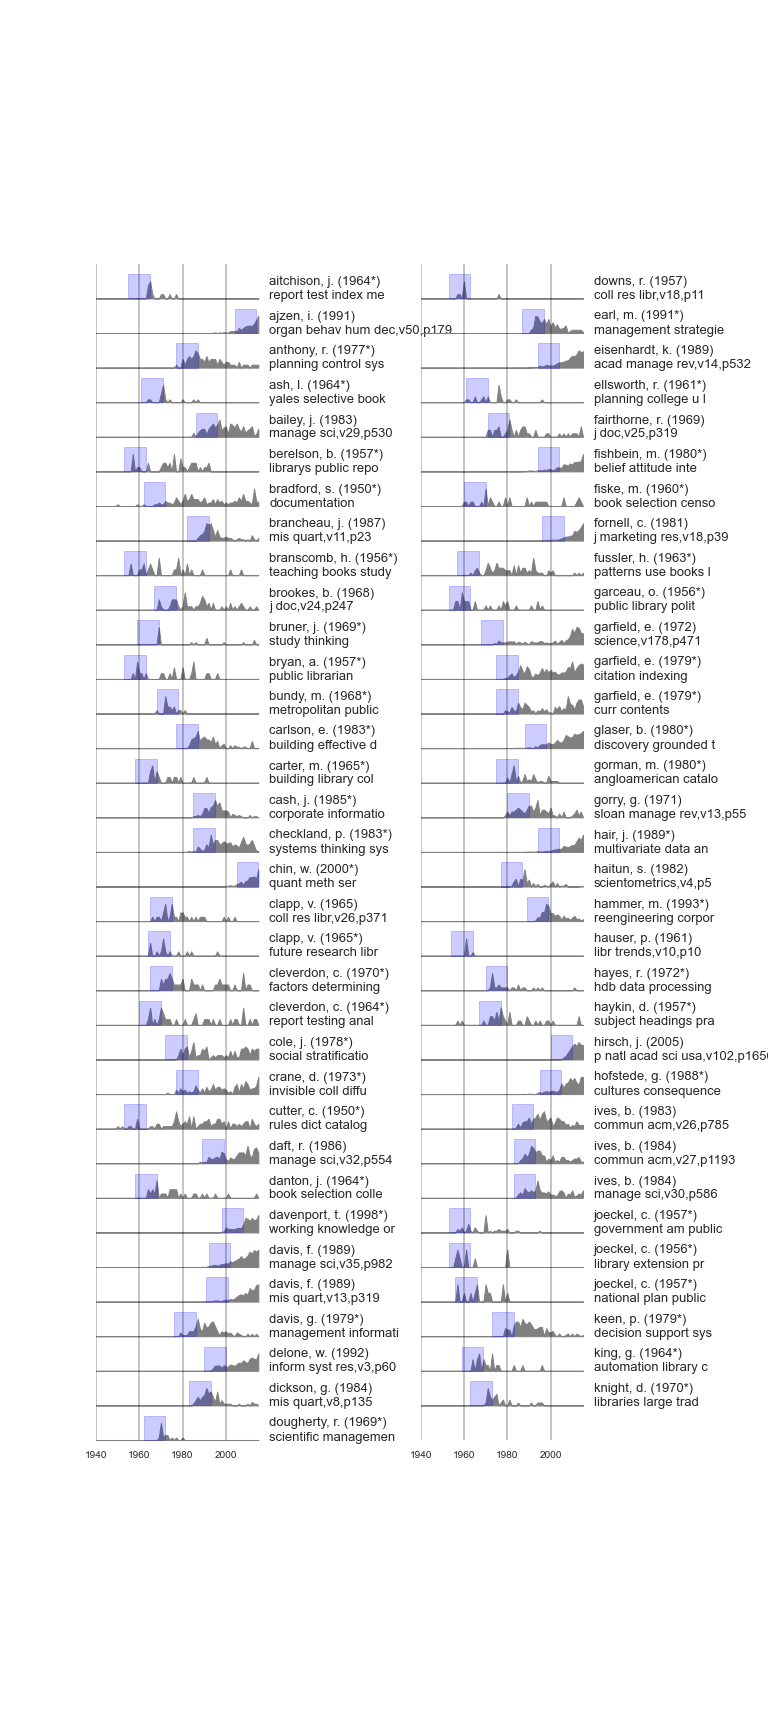 aitchison, j. (1964*)
report test index me
ajzen, i. (1991)
organ behav hum dec,v50,p179
anthony, r. (1977*)
planning control sys
ash, l. (1964*)
yales selective book
bailey, j. (1983)
manage sci,v29,p530
berelson, b. (1957*)
librarys public repo
bradford, s. (1950*)
documentation
brancheau, j. (1987)
mis quart,v11,p23
branscomb, h. (1956*)
teaching books study
brookes, b. (1968)
j doc,v24,p247
bruner, j. (1969*)
study thinking
bryan, a. (1957*)
public librarian
bundy, m. (1968*)
metropolitan public
carlson, e. (1983*)
building effective d
carter, m. (1965*)
building library col
cash, j. (1985*)
corporate informatio
checkland, p. (1983*)
systems thinking sys
chin, w. (2000*)
quant meth ser
clapp, v. (1965)
coll res libr,v26,p371
clapp, v. (1965*)
future research libr
cleverdon, c. (1970*)
factors determining
cleverdon, c. (1964*)
report testing anal
cole, j. (1978*)
social stratificatio
crane, d. (1973*)
invisible coll diffu
cutter, c. (1950*)
rules dict catalog
daft, r. (1986)
manage sci,v32,p554
danton, j. (1964*)
book selection colle
davenport, t. (1998*)
working knowledge or
davis, f. (1989)
manage sci,v35,p982
davis, f. (1989)
mis quart,v13,p319
davis, g. (1979*)
management informati
delone, w. (1992)
inform syst res,v3,p60
dickson, g. (1984)
mis quart,v8,p135
dougherty, r. (1969*)
scientific managemen
1940 1960 1980 2000
downs, r. (1957)
coll res libr,v18,p11
earl, m. (1991*)
management strategie
eisenhardt, k. (1989)
acad manage rev,v14,p532
ellsworth, r. (1961*)
planning college u l
fairthorne, r. (1969)
j doc,v25,p319
fishbein, m. (1980*)
belief attitude inte
fiske, m. (1960*)
book selection censo
fornell, c. (1981)
j marketing res,v18,p39
fussler, h. (1963*)
patterns use books l
garceau, o. (1956*)
public library polit
garfield, e. (1972)
science,v178,p471
garfield, e. (1979*)
citation indexing
garfield, e. (1979*)
curr contents
glaser, b. (1980*)
discovery grounded t
gorman, m. (1980*)
angloamerican catalo
gorry, g. (1971)
sloan manage rev,v13,p55
hair, j. (1989*)
multivariate data an
haitun, s. (1982)
scientometrics,v4,p5
hammer, m. (1993*)
reengineering corpor
hauser, p. (1961)
libr trends,v10,p10
hayes, r. (1972*)
hdb data processing
haykin, d. (1957*)
subject headings pra
hirsch, j. (2005)
p natl acad sci usa,v102,p1656
hofstede, g. (1988*)
cultures consequence
ives, b. (1983)
commun acm,v26,p785
ives, b. (1984)
commun acm,v27,p1193
ives, b. (1984)
manage sci,v30,p586
joeckel, c. (1957*)
government am public
joeckel, c. (1956*)
library extension pr
joeckel, c. (1957*)
national plan public
keen, p. (1979*)
decision support sys
king, g. (1964*)
automation library c
knight, d. (1970*)
libraries large trad
1940 1960 1980 2000